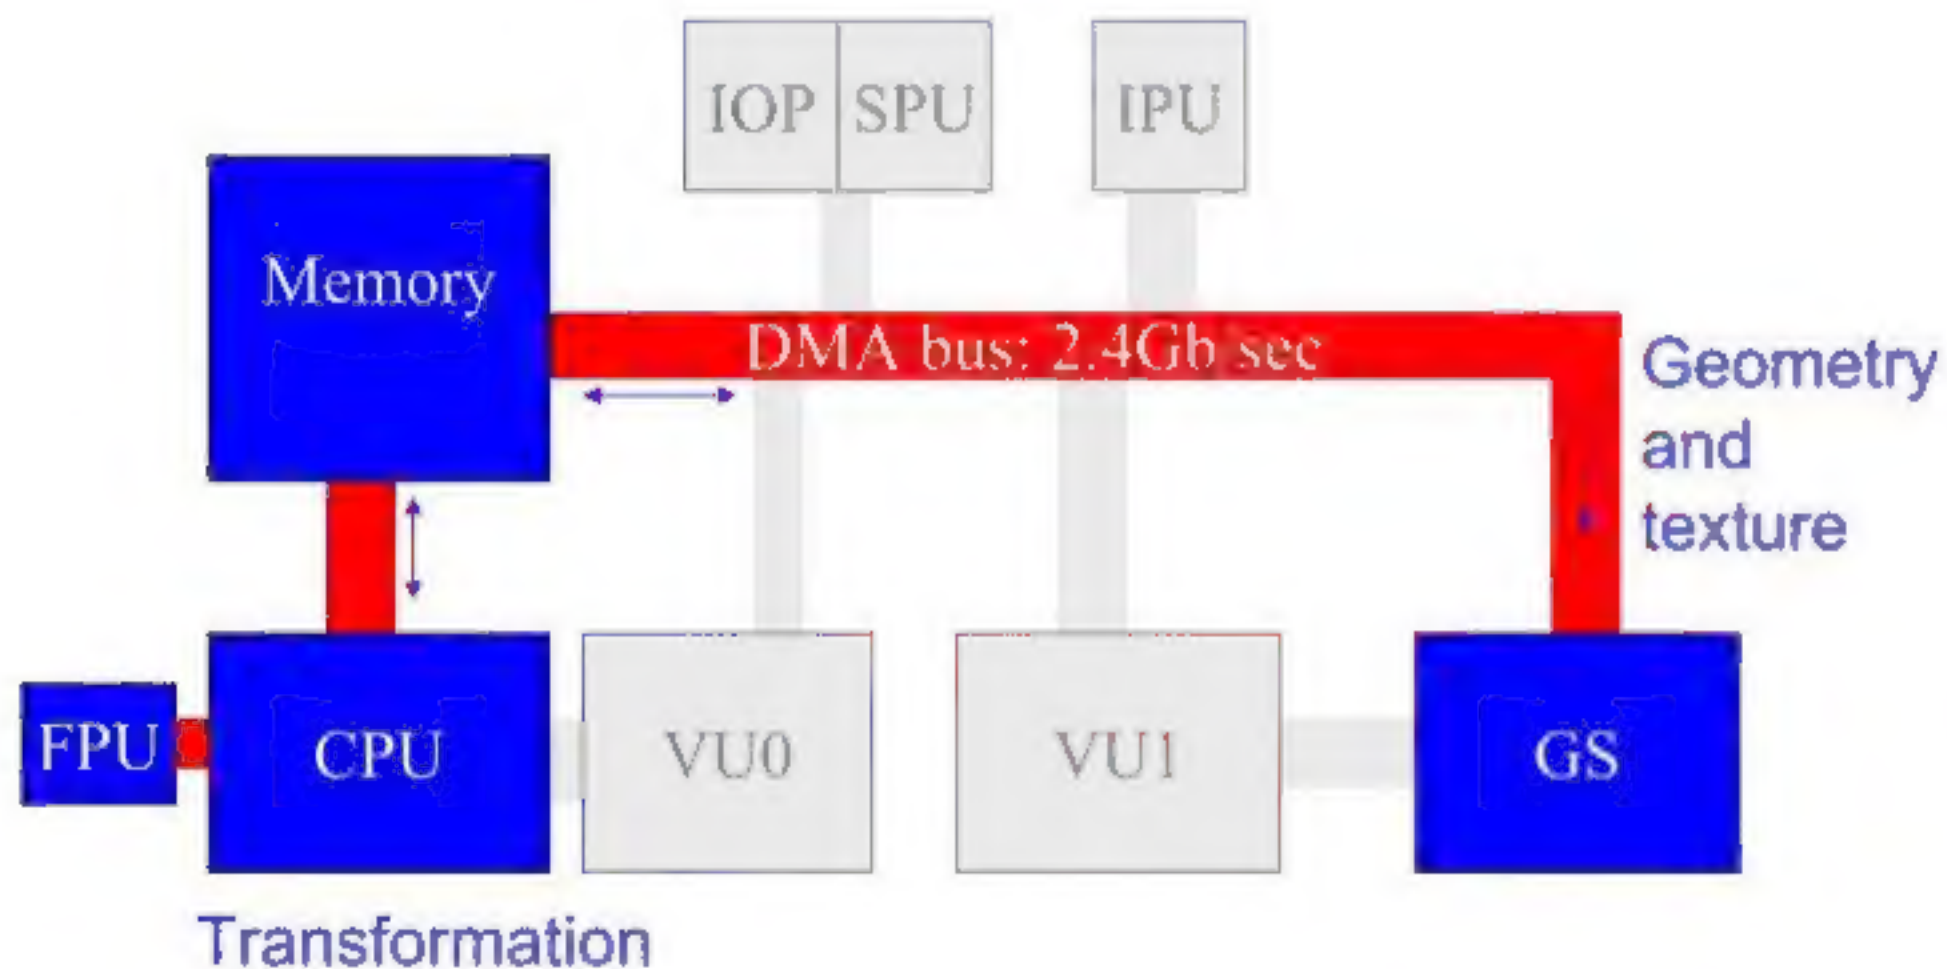 IOP SPU IPU
Memory
DMA bus: 2.4Gb sec
Geometry
and
texture
FPU CPU VU0 VU1 GS
Transformation